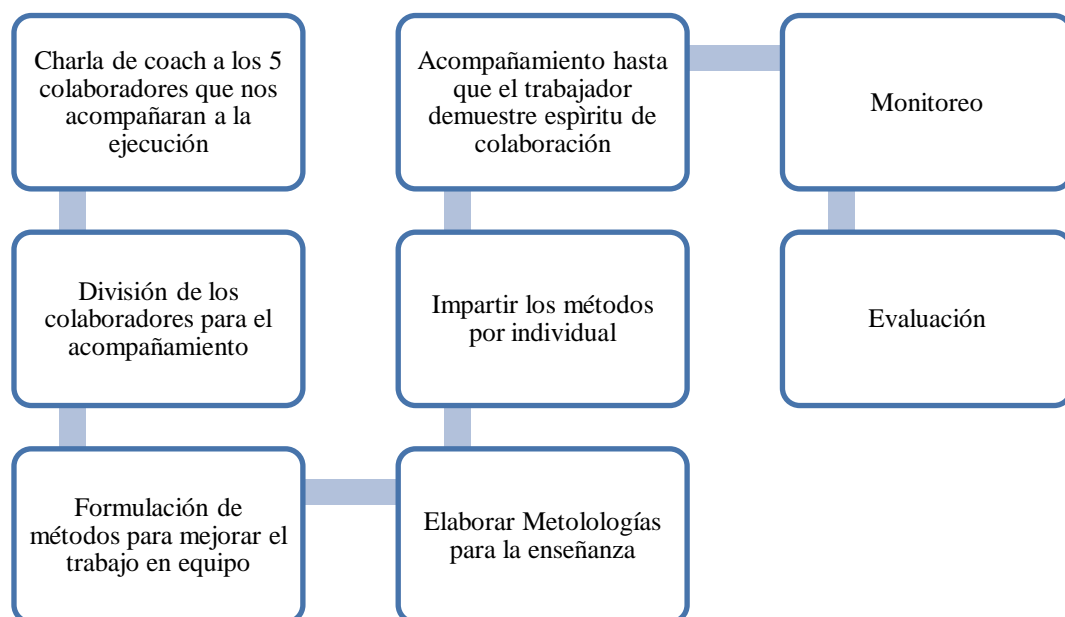 Charla de coach a los 5
colaboradores que nos
acompañaran a la
ejecución
División de los
colaboradores para el
acompañamiento
Formulación de
métodos para mejorar el
trabajo en equipo
Elaborar Metolologías
para la enseñanza
Impartir los métodos
por individual
Acompañamiento hasta
que el trabajador
demuestre espìritu de
colaboración
Monitoreo
Evaluación